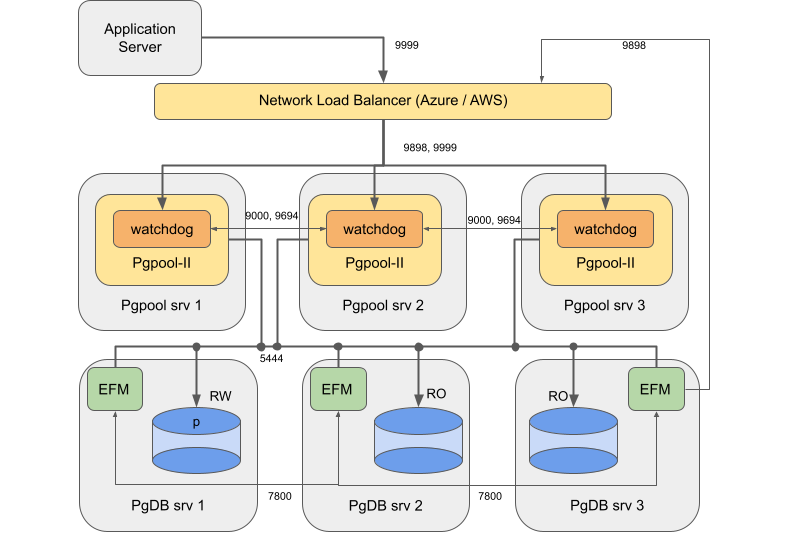 Application
Server
9999
9898
Network Load Balancer (Azure / AWS)
9898, 9999
watchdog
Pgpool-II
Pgpool srv 1
9000, 9694
watchdog
Pgpool-II
Pgpool srv 2
9000, 9694
watchdog
Pgpool-II
Pgpool srv 3
5444
EFM
RW
p
PgDB srv 1
7800
EFM
RO
PgDB srv 2
7800
RO
EFM
PgDB srv 3